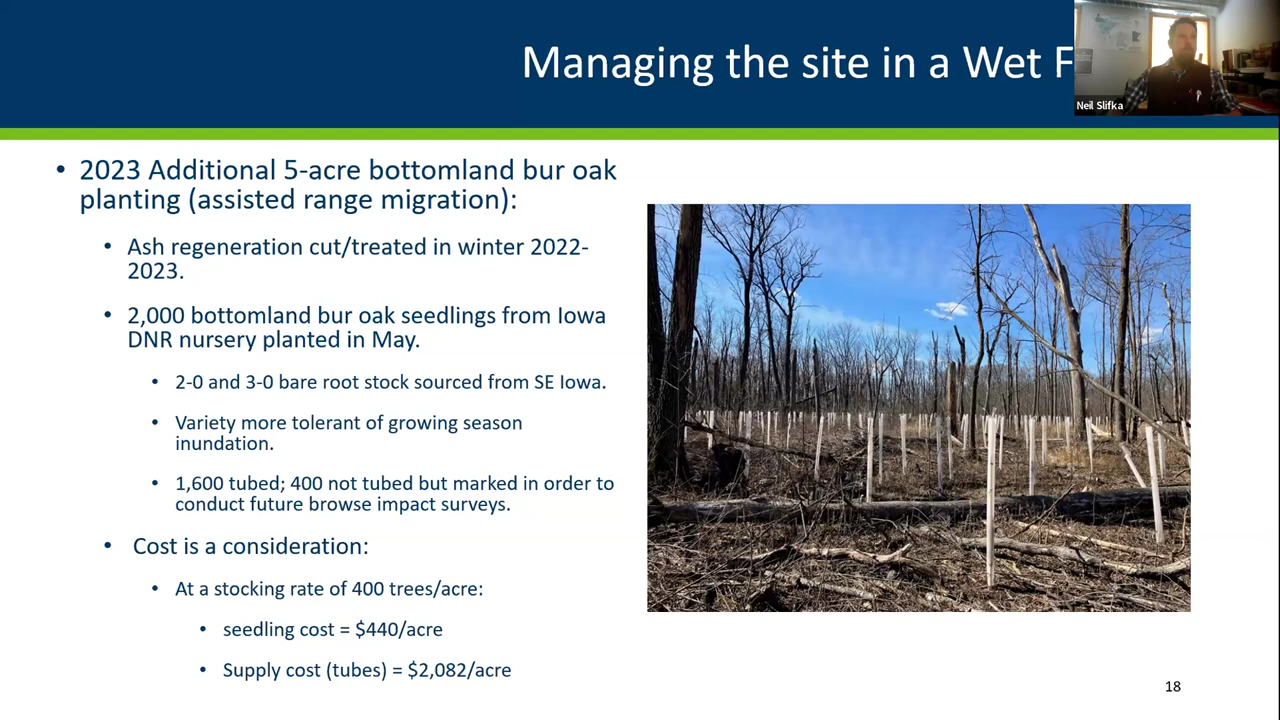 Managing the site in a Wet F
Neil Slifka
• 2023 Additional 5-acre bottomland bur oak
planting (assisted range migration):
• Ash regeneration cut/treated in winter 2022-
2023.
• 2,000 bottomland bur oak seedlings from Iowa
DNR nursery planted in May.
• 2-0 and 3-0 bare root stock sourced from SE Iowa.
• Variety more tolerant of growing season
inundation.
• 1,600 tubed; 400 not tubed but marked in order to
conduct future browse impact surveys.
• Cost is a consideration:
• At a stocking rate of 400 trees/acre:
• seedling cost = $440/acre
• Supply cost (tubes) = $2,082/acre
18